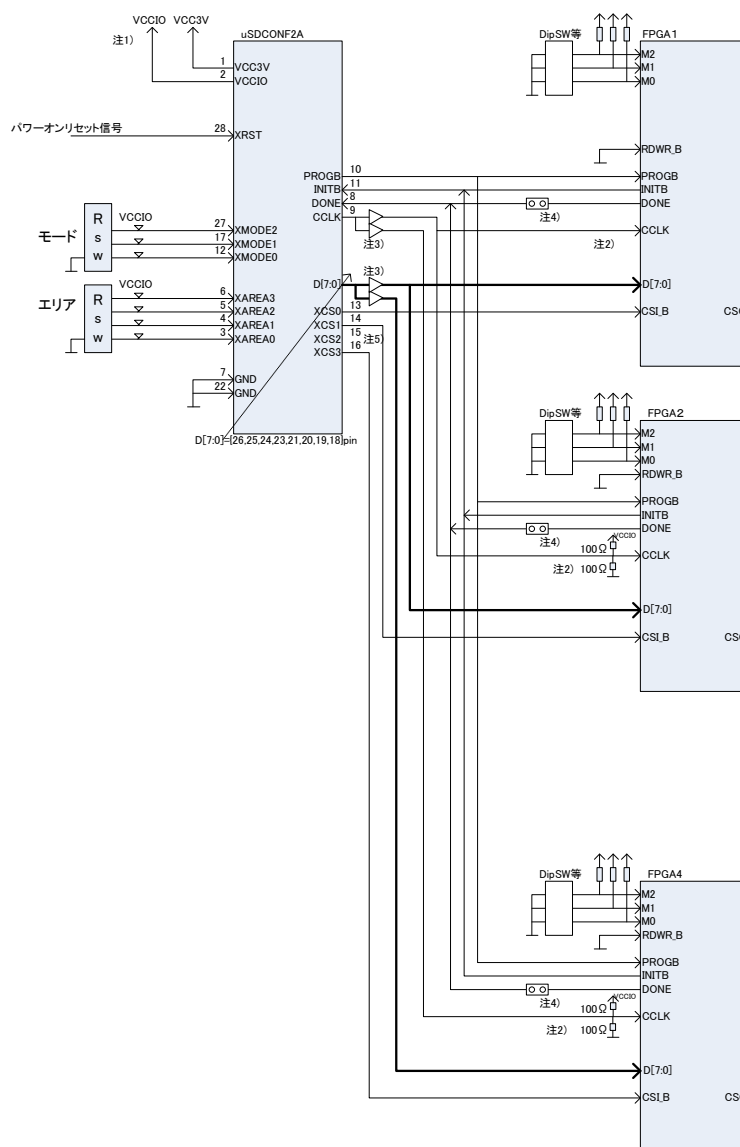 VCCIO VCC3V
注1)
uSDCONF2A
1 VCC3V
2 VCCIO
パワーオンリセット信号
28 XRST
PROGB 10
INITB 11
DONE 8
CCLK 9
注3)
モード
R
s
w
VCCIO
27 XMODE2
17 XMODE1
12 XMODE0
エリア
R
s
w
VCCIO
6 XAREA3
5 XAREA2
4 XAREA1
3 XAREA0
D[7:0]
注3)
XCS0 13
XCS1 14
XCS2 15
注5)
XCS3 16
7 GND
22 GND
D[7:0]=[26,25,24,23,21,20,19,18]pin
DipSW等
FPGA1
M2
M1
M0
RDWR_B
PROGB
INITB
DONE
注4)
注2)
CCLK
D[7:0]
CSI_B
DipSW等
FPGA2
M2
M1
M0
RDWR_B
PROGB
INITB
DONE
注4)
VCCIO
100Ω
CCLK
注2) 100Ω
D[7:0]
CSI_B
DipSW等
FPGA4
M2
M1
M0
RDWR_B
PROGB
INITB
DONE
注4)
VCCIO
100Ω
CCLK
注2) 100Ω
D[7:0]
CSI_B